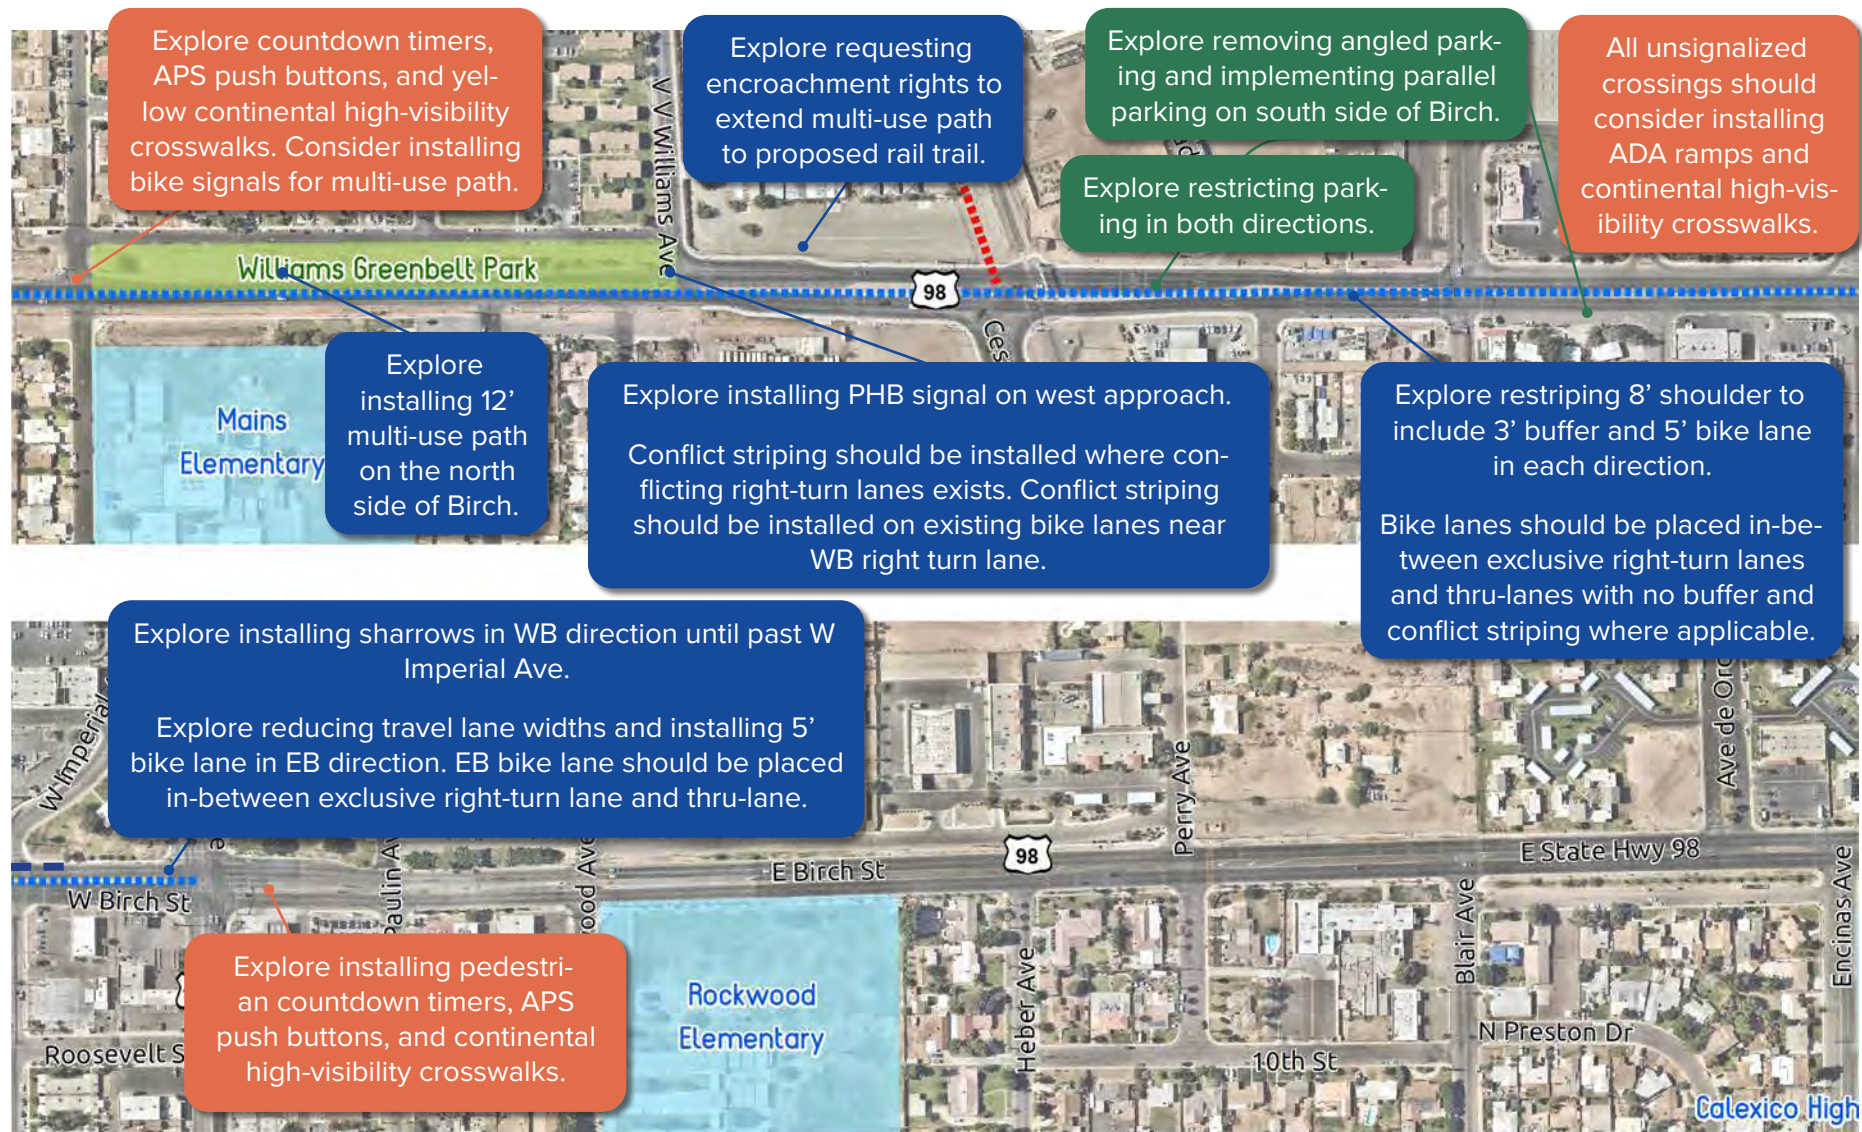 Explore countdown timers,
APS push buttons, and yel-
low continental high-visibility
crosswalks. Consider installing
bike signals for multi-use path.
Explore requesting
encroachment rights to
extend multi-use path
to proposed rail trail.
Explore removing angled park-
ing and implementing parallel
parking on south side of Birch.
Explore restricting park-
ing in both directions.
All unsignalized
crossings should
consider installing
ADA ramps and
continental high-vis-
ibility crosswalks.
V V Williams Ave
Williams Greenbelt Park
98
Ces
Mains
Elementary
Explore
installing 12’
multi-use path
on the north
side of Birch.
Explore installing PHB signal on west approach.
Conflict striping should be installed where con-
flicting right-turn lanes exists. Conflict striping
should be installed on existing bike lanes near
WB right turn lane.
Explore restriping 8’ shoulder to
include 3’ buffer and 5’ bike lane
in each direction.
Bike lanes should be placed in-be-
tween exclusive right-turn lanes
and thru-lanes with no buffer and
conflict striping where applicable.
Explore installing sharrows in WB direction until past W
Imperial Ave.
Explore reducing travel lane widths and installing 5’
bike lane in EB direction. EB bike lane should be placed
in-between exclusive right-turn lane and thru-lane.
W Imperial
W Birch St
Paulin Av
ood Ave
E Birch St
98
Perry Ave
E State Hwy 98
Ave de Oro
Encinas Ave
Blair Ave
Heber Ave
Explore installing pedestri-
an countdown timers, APS
push buttons, and continental
high-visibility crosswalks.
Rockwood
Elementary
Roosevelt S
10th St
N Preston Dr
Calexico High